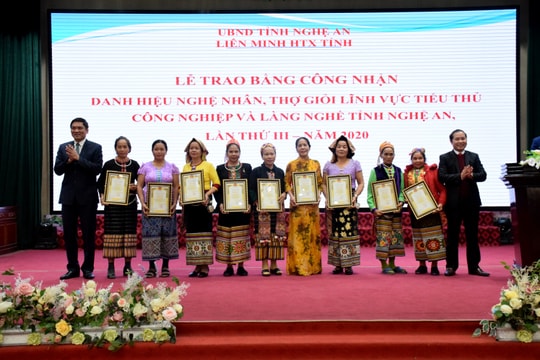 UBND TỈNH NGHỆ AN
LIÊN MINH HTX TỈNH
LỄ TRAO BẰNG CÔNG NHẬN
DANH HIỆU NGHỆ NHÂN, THỢ GIỎI LĨNH VỰC TIỂU THỦ
CÔNG NGHIỆP VÀ LÀNG NGHỀ TỈNH NGHỆ AN,
LẦN THỨ III – NĂM 2020